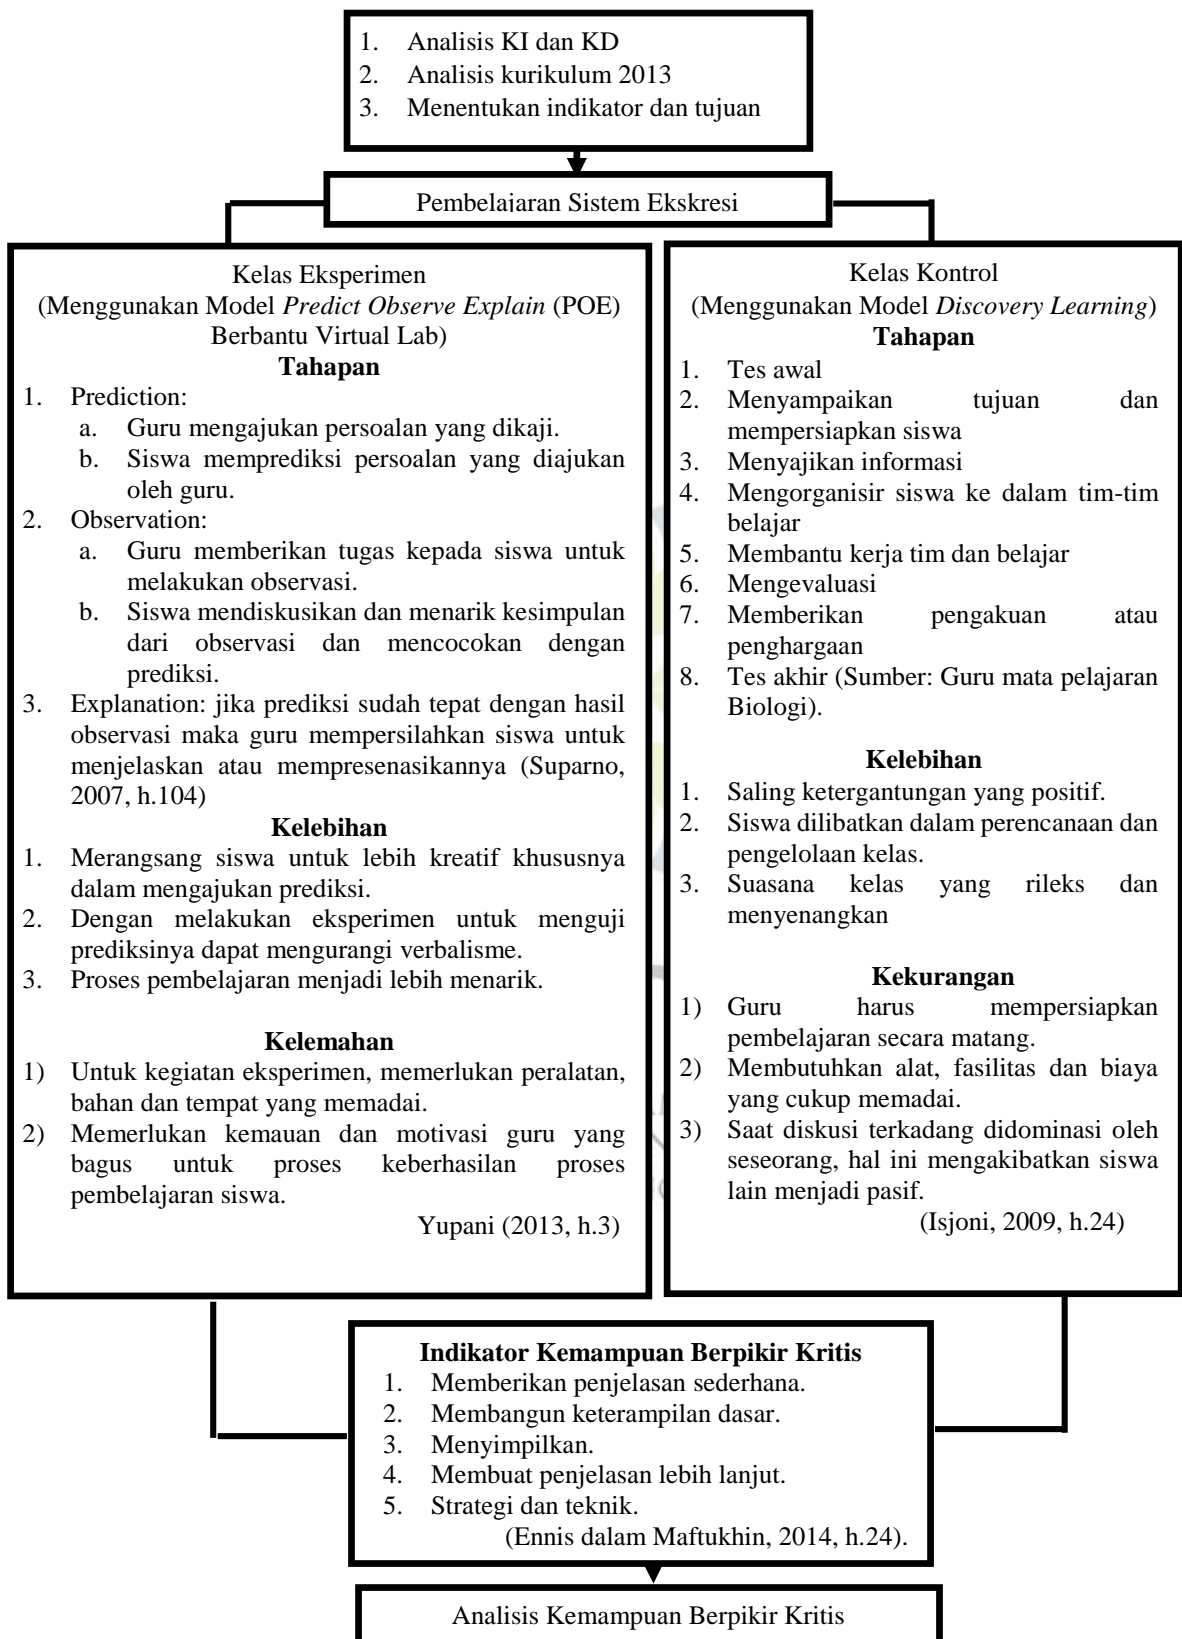 1. Analisis KI dan KD
2. Analisis kurikulum 2013
3. Menentukan indikator dan tujuan
Pembelajaran Sistem Ekskresi
Kelas Eksperimen
(Menggunakan Model Predict Observe Explain (POE)
Berbantu Virtual Lab)
Tahapan
1. Prediction:
a. Guru mengajukan persoalan yang dikaji.
b. Siswa memprediksi persoalan yang diajukan
oleh guru.
2. Observation:
a. Guru memberikan tugas kepada siswa untuk
melakukan observasi.
b. Siswa mendiskusikan dan menarik kesimpulan
dari observasi dan mencocokan dengan
prediksi.
3. Explanation: jika prediksi sudah tepat dengan hasil
observasi maka guru mempersilahkan siswa untuk
menjelaskan atau mempresenasikannya (Suparno,
2007, h.104)
Kelebihan
1. Merangsang siswa untuk lebih kreatif khususnya
dalam mengajukan prediksi.
2. Dengan melakukan eksperimen untuk menguji
prediksinya dapat mengurangi verbalisme.
3. Proses pembelajaran menjadi lebih menarik.
Kelemahan
1) Untuk kegiatan eksperimen, memerlukan peralatan,
bahan dan tempat yang memadai.
2) Memerlukan kemauan dan motivasi guru yang
bagus untuk proses keberhasilan proses
pembelajaran siswa.
Yupani (2013, h.3)
Kelas Kontrol
(Menggunakan Model Discovery Learning)
Tahapan
1. Tes awal
2. Menyampaikan tujuan dan
mempersiapkan siswa
3. Menyajikan informasi
4. Mengorganisir siswa ke dalam tim-tim
belajar
5. Membantu kerja tim dan belajar
6. Mengevaluasi
7. Memberikan pengakuan atau
penghargaan
8. Tes akhir (Sumber: Guru mata pelajaran
Biologi).
Kelebihan
1. Saling ketergantungan yang positif.
2. Siswa dilibatkan dalam perencanaan dan
pengelolaan kelas.
3. Suasana kelas yang rileks dan
menyenangkan
Kekurangan
1) Guru harus mempersiapkan
pembelajaran secara matang.
2) Membutuhkan alat, fasilitas dan biaya
yang cukup memadai.
3) Saat diskusi terkadang didominasi oleh
seseorang, hal ini mengakibatkan siswa
lain menjadi pasif.
(Isjoni, 2009, h.24)
Indikator Kemampuan Berpikir Kritis
1. Memberikan penjelasan sederhana.
2. Membangun keterampilan dasar.
3. Menyimpilkan.
4. Membuat penjelasan lebih lanjut.
5. Strategi dan teknik.
(Ennis dalam Maftukhin, 2014, h.24).
Analisis Kemampuan Berpikir Kritis